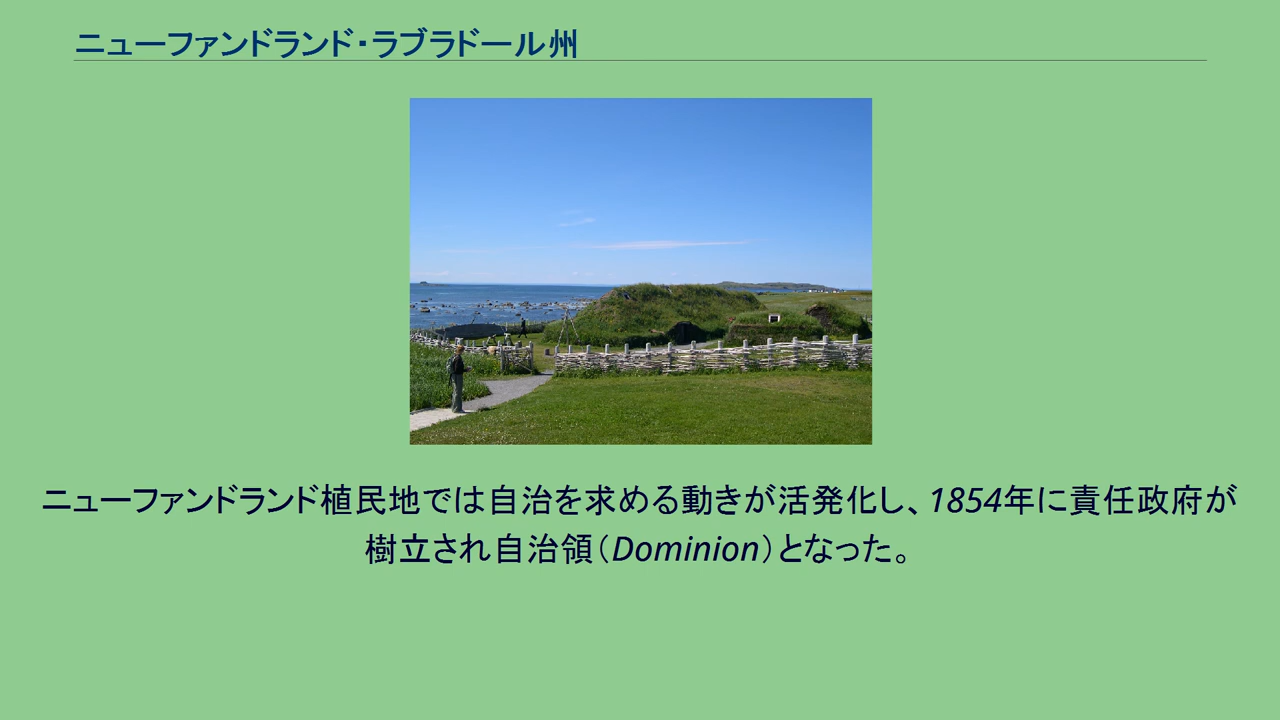 ニューファンドランド・ラブラドール州
ニューファンドランド植民地では自治を求める動きが活発化し、1854年に責任政府が
樹立され自治領（Dominion）となった。